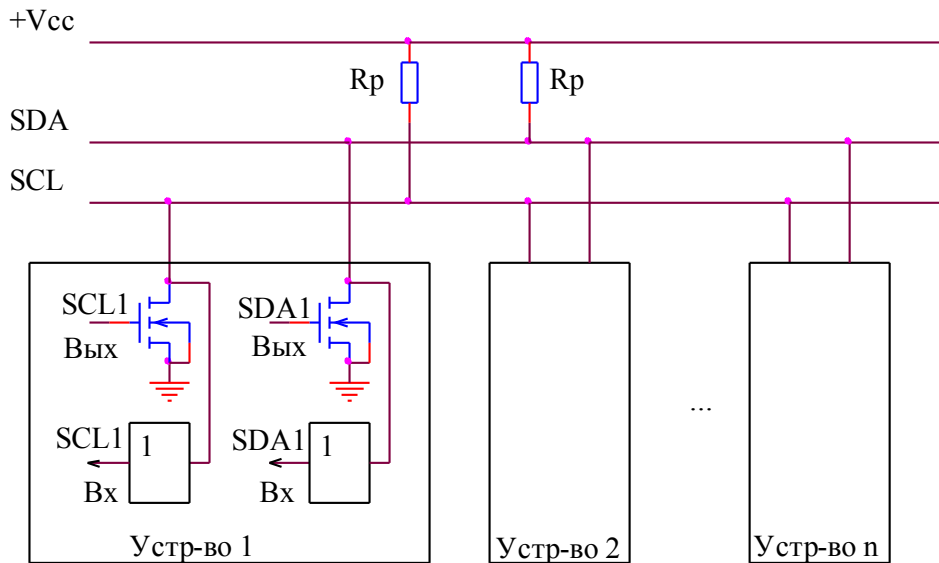 +Vcc
Rp
Rp
SDA
SCL
SCL1
Вых
SDA1
Вых
SCL1
1
Вх
SDA1
1
Вх
...
Устр-во 1
Устр-во 2
Устр-во n